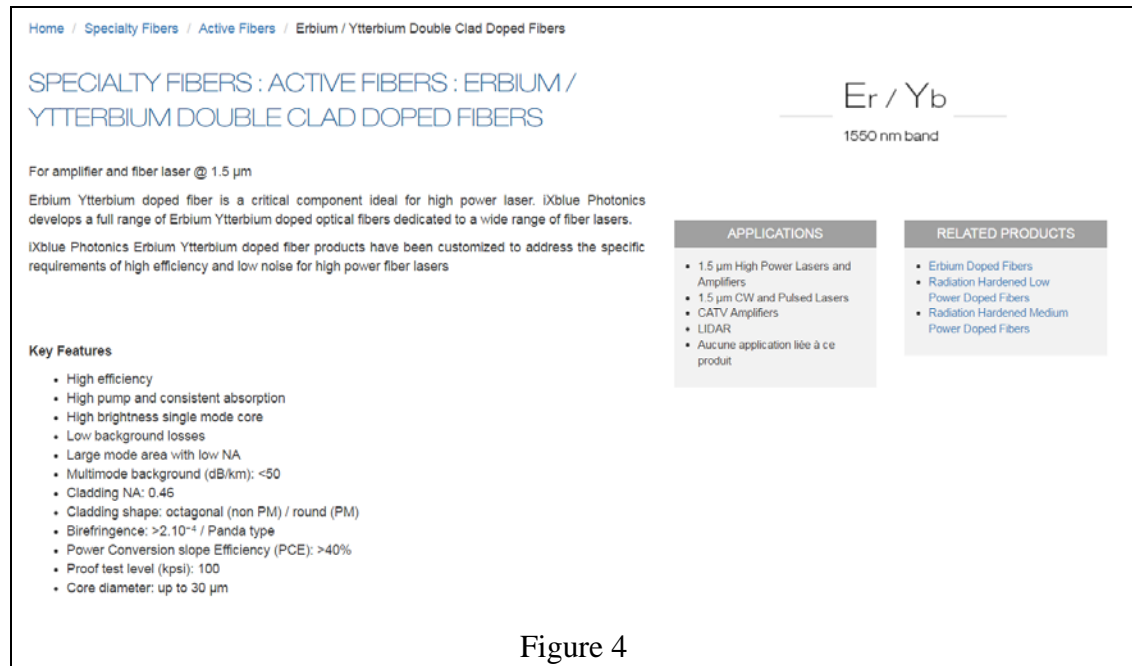 Home / Specialty Fibers / Active Fibers / Erbium / Ytterbium Double Clad Doped Fibers
SPECIALTY FIBERS : ACTIVE FIBERS : ERBIUM /
YTTERBIUM DOUBLE CLAD DOPED FIBERS
Er / Yb
1550 nm band
For amplifier and fiber laser @ 1.5 µm
Erbium Ytterbium doped fiber is a critical component ideal for high power laser. iXblue Photonics
develops a full range of Erbium Ytterbium doped optical fibers dedicated to a wide range of fiber lasers.
iXblue Photonics Erbium Ytterbium doped fiber products have been customized to address the specific
requirements of high efficiency and low noise for high power fiber lasers
Key Features
• High efficiency
• High pump and consistent absorption
• High brightness single mode core
• Low background losses
• Large mode area with low NA
• Multimode background (dB/km): <50
• Cladding NA: 0.46
• Cladding shape: octagonal (non PM) / round (PM)
• Birefringence: >2.10⁻⁴ / Panda type
• Power Conversion slope Efficiency (PCE): >40%
• Proof test level (kpsi): 100
• Core diameter: up to 30 µm
APPLICATIONS
• 1.5 µm High Power Lasers and
Amplifiers
• 1.5 µm CW and Pulsed Lasers
• CATV Amplifiers
• LIDAR
• Aucune application liée à ce
produit
RELATED PRODUCTS
• Erbium Doped Fibers
• Radiation Hardened Low
Power Doped Fibers
• Radiation Hardened Medium
Power Doped Fibers
Figure 4